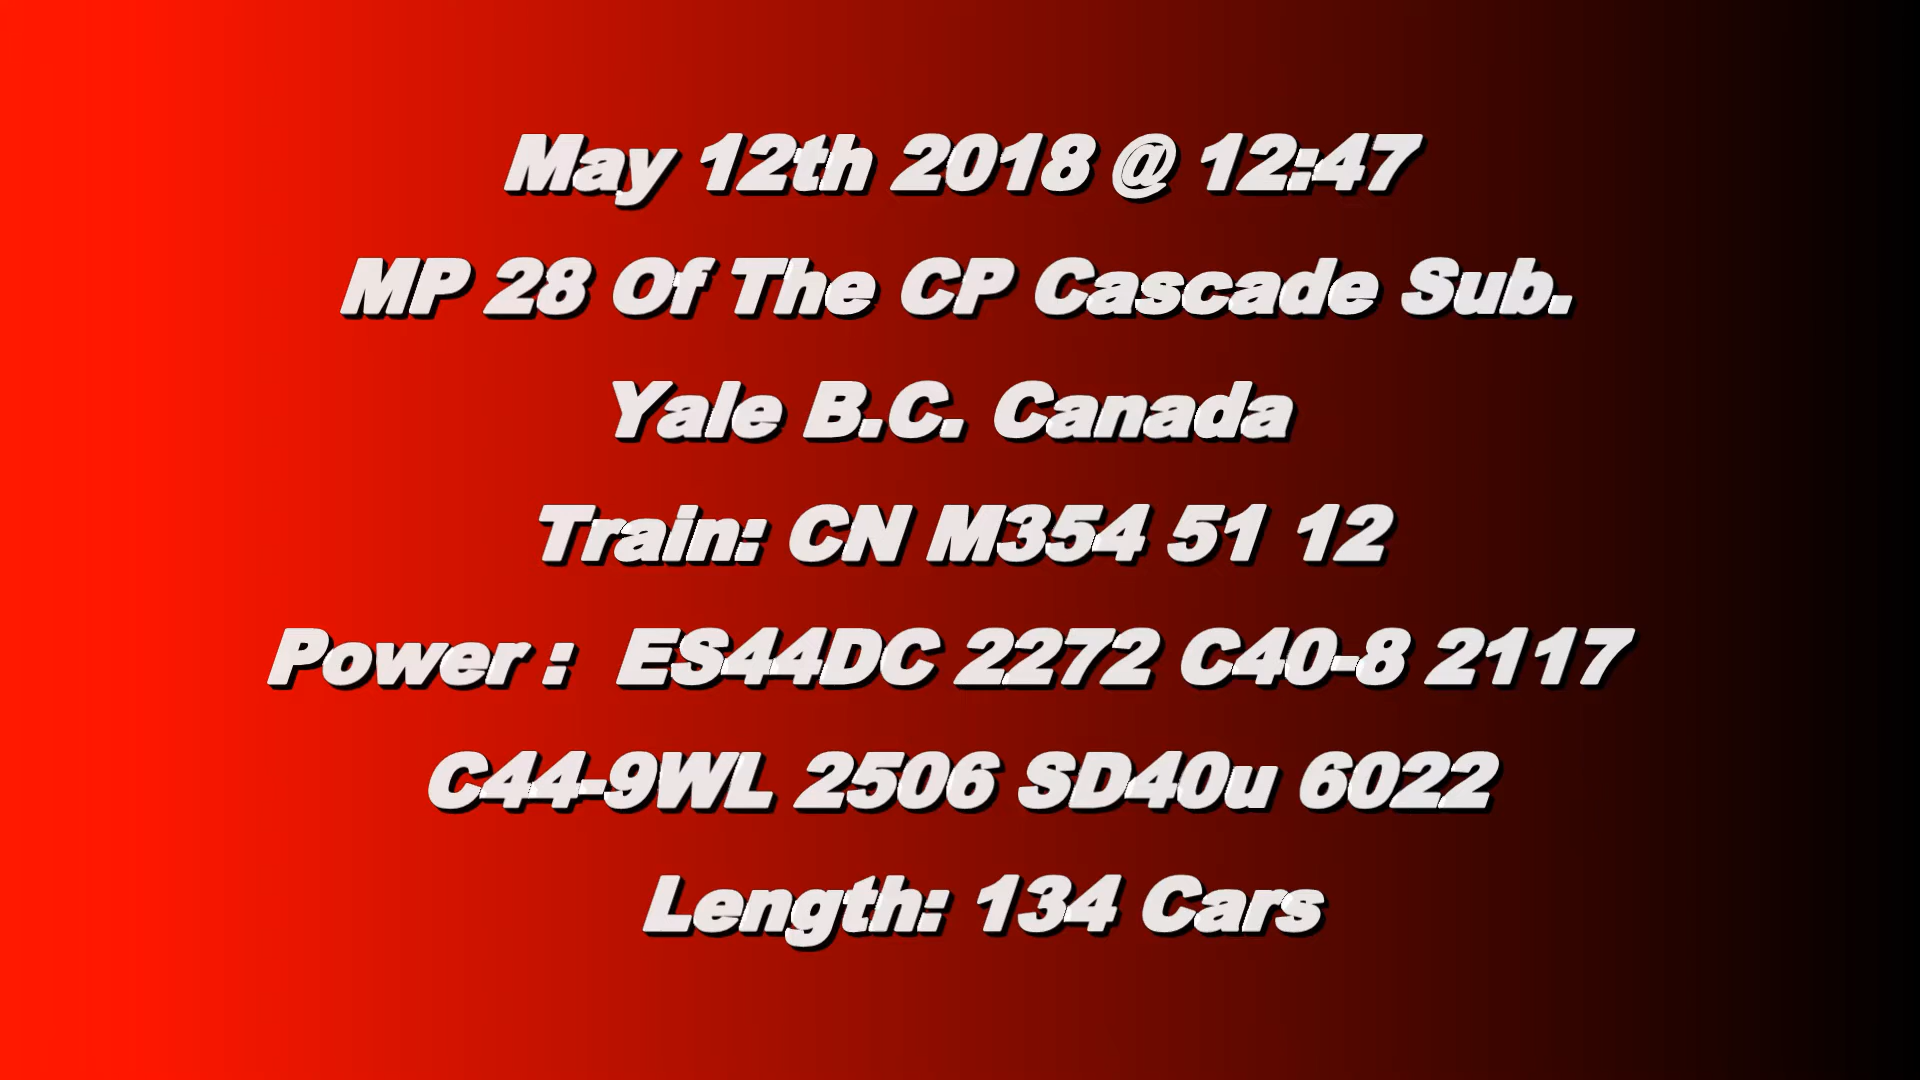 May 12th 2018 @ 12:47
MP 28 Of The CP Cascade Sub.
Yale B.C. Canada
Train: CN M354 51 12
Power :  ES44DC 2272 C40-8 2117
C44-9WL 2506 SD40u 6022
Length: 134 Cars